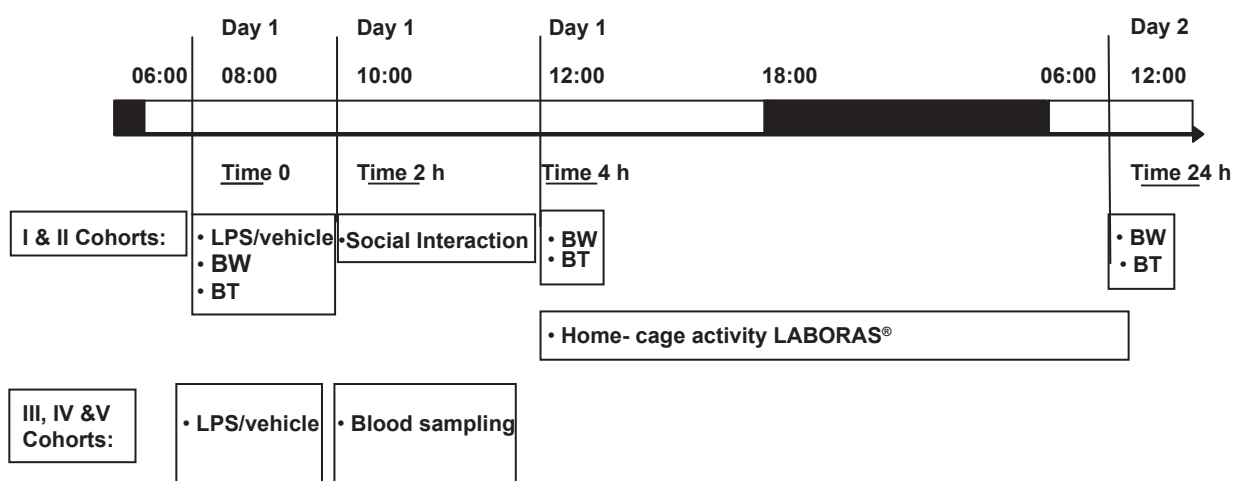 Day 1 Day 1 Day 1 Day 2
06:00 08:00 10:00 12:00 18:00 06:00 12:00
Time 0 Time 2 h Time 4 h Time 24 h
I & II Cohorts:
• LPS/vehicle
• BW
• BT
•Social Interaction
• BW
• BT
• BW
• BT
• Home- cage activity LABORAS®
III, IV &V
Cohorts:
• LPS/vehicle
• Blood sampling